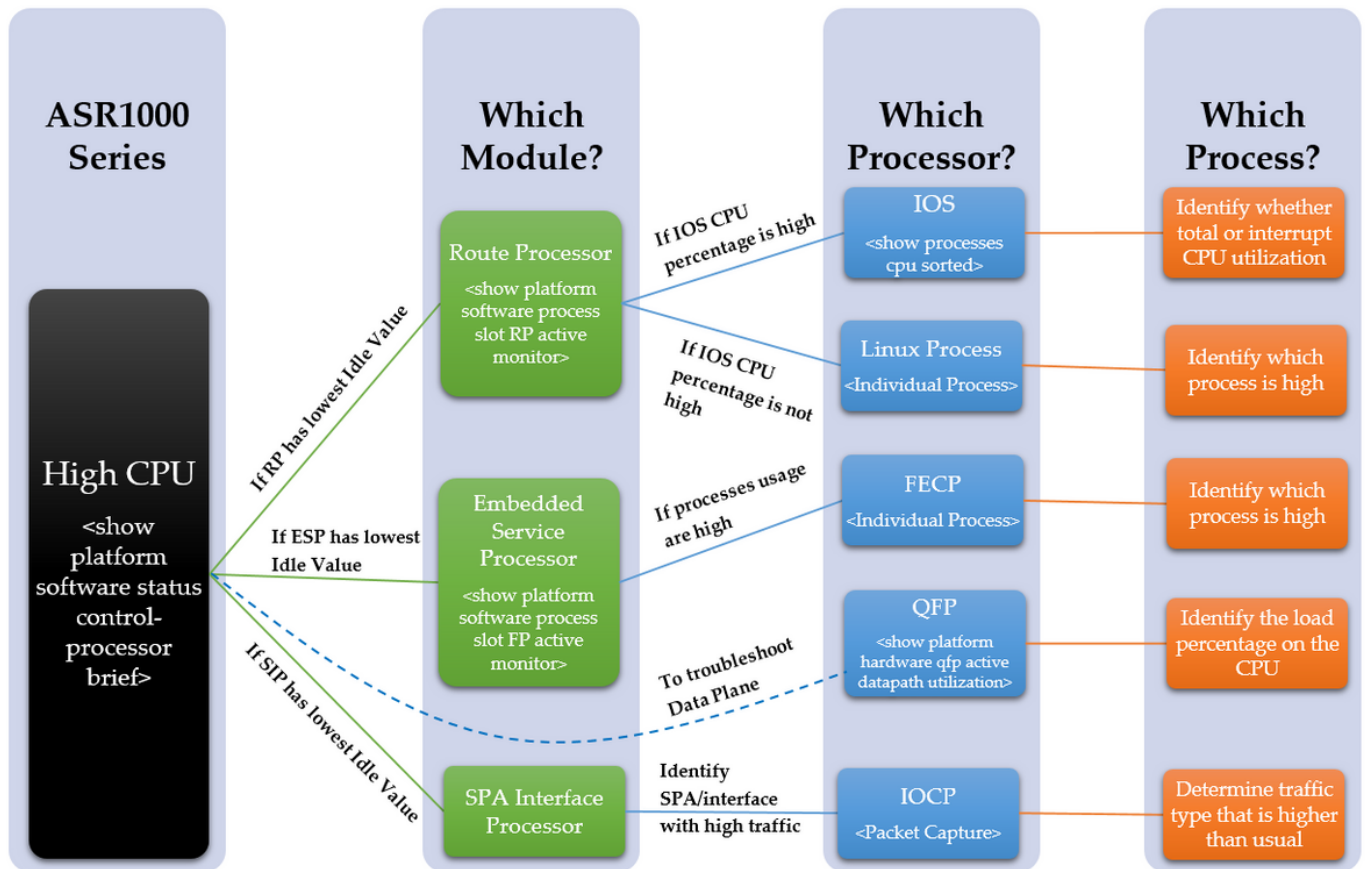 ASR1000
Series
High CPU
<show
platform
software status
control-
processor
brief>
If RP has lowest Idle Value
If ESP has lowest
Idle Value
If SIP has lowest Idle Value
Which
Module?
Route Processor
<show platform
software process
slot RP active
monitor>
Embedded
Service
Processor
<show platform
software process
slot FP active
monitor>
SPA Interface
Processor
If IOS CPU
percentage is high
If IOS CPU
percentage is not
high
If processes usage
are high
To troubleshoot
Data Plane
Identify
SPA/interface
with high traffic
Which
Processor?
IOS
<show processes
cpu sorted>
Linux Process
<Individual Process>
FECP
<Individual Process>
QFP
<show platform
hardware qfp active
datapath utilization>
IOCP
<Packet Capture>
Which
Process?
Identify whether
total or interrupt
CPU utilization
Identify which
process is high
Identify which
process is high
Identify the load
percentage on the
CPU
Determine traffic
type that is higher
than usual